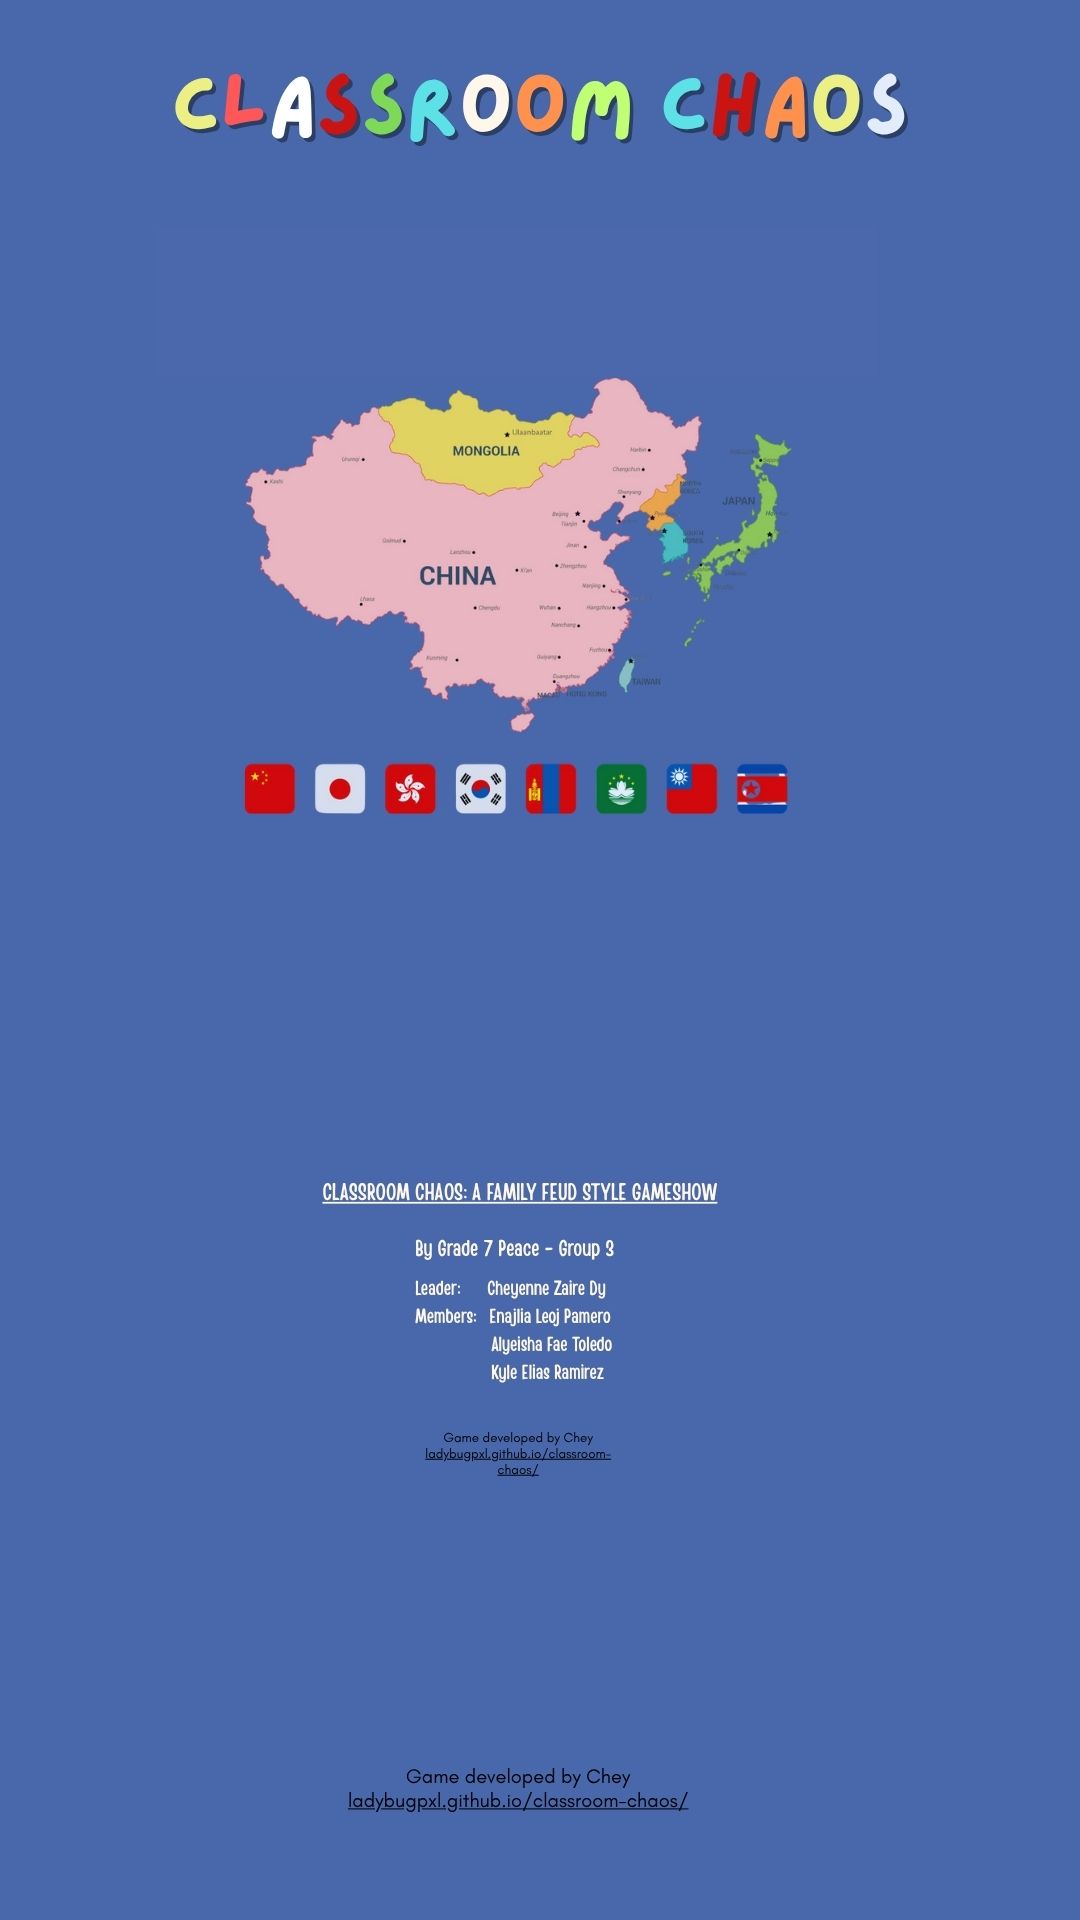 CLASSROOM CHAOS
Ulaanbaatar
MONGOLIA
Harbin
Urumqi
Changchun
Kashi
Shenyang
NORTH
KOREA
JAPAN
Beijing
Tianjin
SOUTH
KOREA
Golmud
Jinan
Lanzhou
Zhengzhou
Xi'an
CHINA
Nanjing
Lhasa
Chengdu
Wuhan
Hangzhou
Nanchang
Fuzhou
Kunming
Guiyang
Guangzhou
TAIWAN
MACAU
HONG KONG
CLASSROOM CHAOS: A FAMILY FEUD STYLE GAMESHOW
By Grade 7 Peace - Group 3
Leader: Cheyenne Zaire Dy
Members: Enajlia Leoj Pamero
Alyeisha Fae Toledo
Kyle Elias Ramirez
Game developed by Chey
ladybugpxl.github.io/classroom-
chaos/
Game developed by Chey
ladybugpxl.github.io/classroom-chaos/